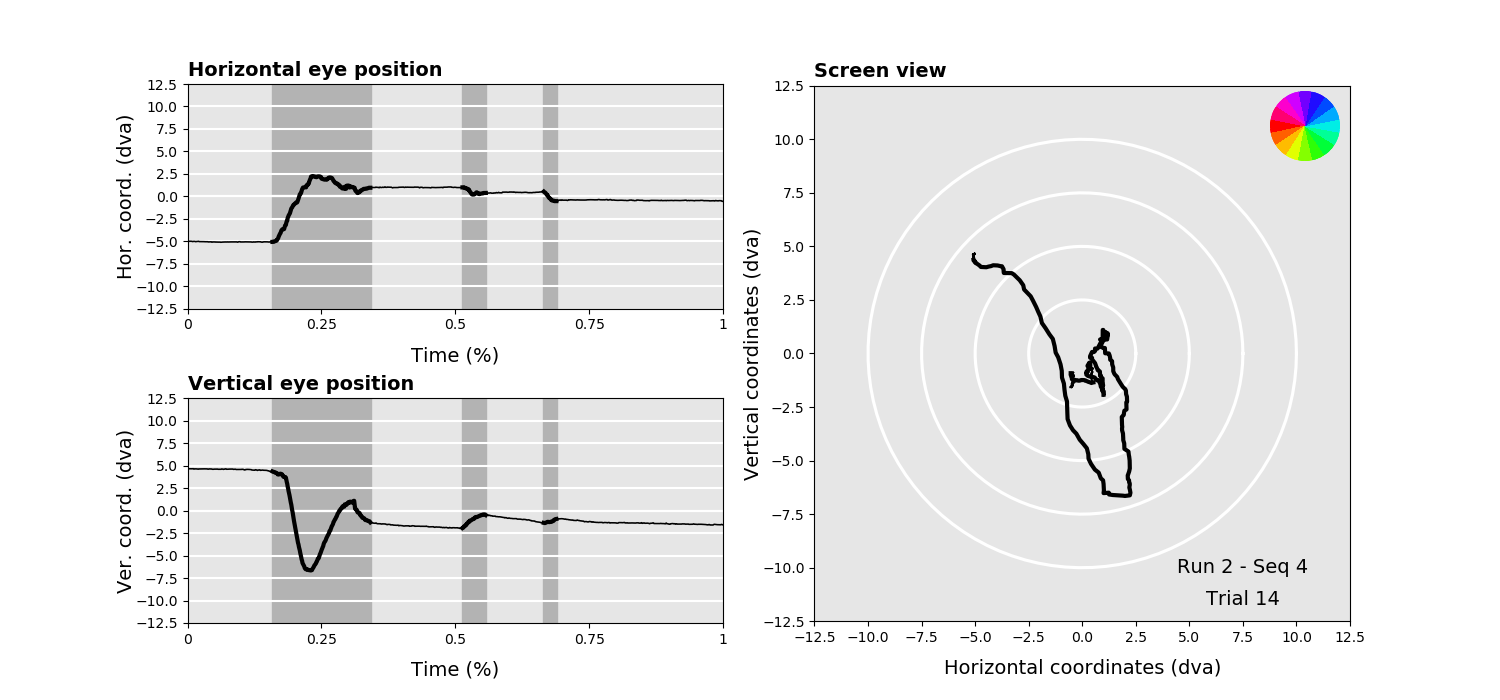 Horizontal eye position
12.5
10.0
7.5
5.0
2.5
0.0
−2.5
−5.0
−7.5
−10.0
−12.5
Hor. coord. (dva)
0 0.25 0.5 0.75 1
Time (%)
Vertical eye position
12.5
10.0
7.5
5.0
2.5
0.0
−2.5
−5.0
−7.5
−10.0
−12.5
Ver. coord. (dva)
0 0.25 0.5 0.75 1
Time (%)
Screen view
12.5
10.0
7.5
5.0
2.5
0.0
−2.5
−5.0
−7.5
−10.0
−12.5
Vertical coordinates (dva)
Run 2 - Seq 4
Trial 14
−12.5 −10.0 −7.5 −5.0 −2.5 0.0 2.5 5.0 7.5 10.0 12.5
Horizontal coordinates (dva)